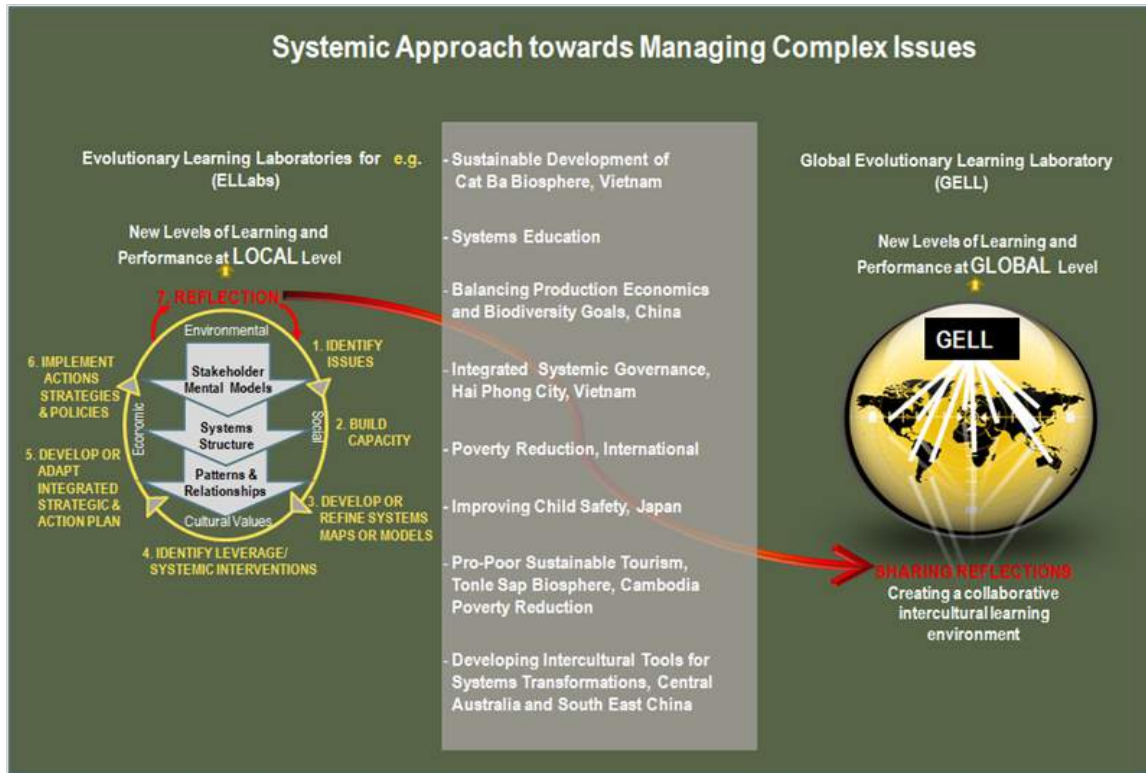 Systemic Approach towards Managing Complex Issues
Evolutionary Learning Laboratories for e.g.
(ELLabs)
New Levels of Learning and
Performance at LOCAL Level
7. REFLECTION
Environmental
1. IDENTIFY
ISSUES
Social
2. BUILD
CAPACITY
3. DEVELOP OR
REFINE SYSTEMS
MAPS OR MODELS
Cultural Values
4. IDENTIFY LEVERAGE/
SYSTEMIC INTERVENTIONS
5. DEVELOP OR
ADAPT
INTEGRATED
STRATEGIC &
ACTION PLAN
Economic
6. IMPLEMENT
ACTIONS
STRATEGIES
& POLICIES
Stakeholder
Mental Models
Systems
Structure
Patterns &
Relationships
- Sustainable Development of
Cat Ba Biosphere, Vietnam
- Systems Education
- Balancing Production Economics
and Biodiversity Goals, China
- Integrated Systemic Governance,
Hai Phong City, Vietnam
- Poverty Reduction, International
- Improving Child Safety, Japan
- Pro-Poor Sustainable Tourism,
Tonle Sap Biosphere, Cambodia
Poverty Reduction
- Developing Intercultural Tools for
Systems Transformations, Central
Australia and South East China
Global Evolutionary Learning Laboratory
(GELL)
New Levels of Learning and
Performance at GLOBAL Level
GELL
SHARING REFLECTIONS
Creating a collaborative
intercultural learning
environment